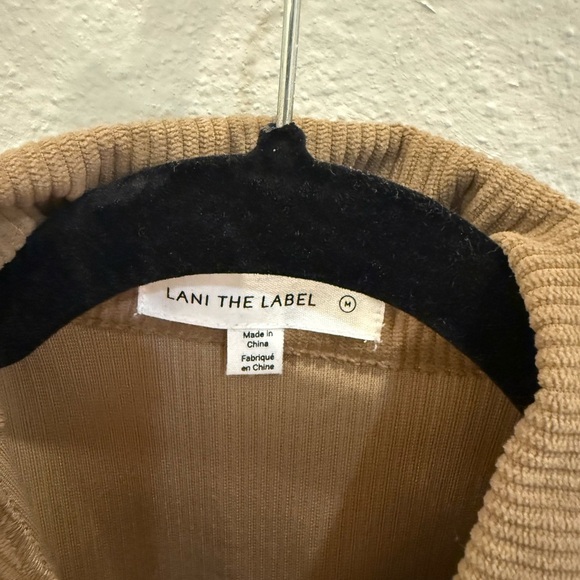 LANI THE LABEL M
Made in
China
Fabriqué
en Chine